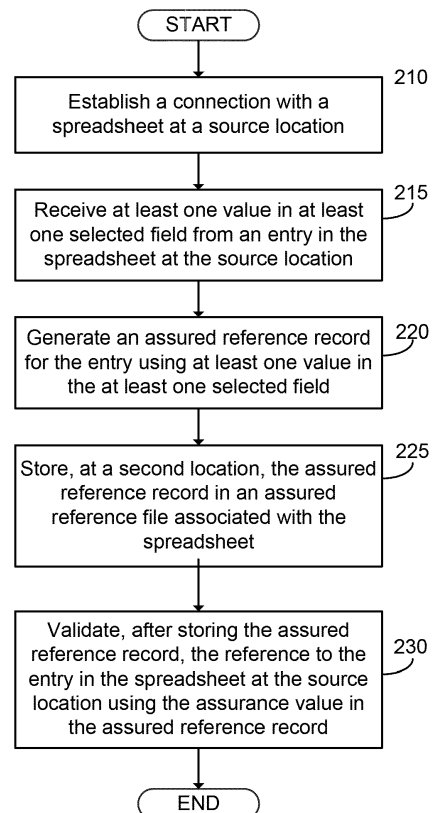 START
210
Establish a connection with a
spreadsheet at a source location
215
Receive at least one value in at least
one selected field from an entry in the
spreadsheet at the source location
220
Generate an assured reference record
for the entry using at least one value in
the at least one selected field
225
Store, at a second location, the assured
reference record in an assured
reference file associated with the
spreadsheet
230
Validate, after storing the assured
reference record, the reference to the
entry in the spreadsheet at the source
location using the assurance value in
the assured reference record
END